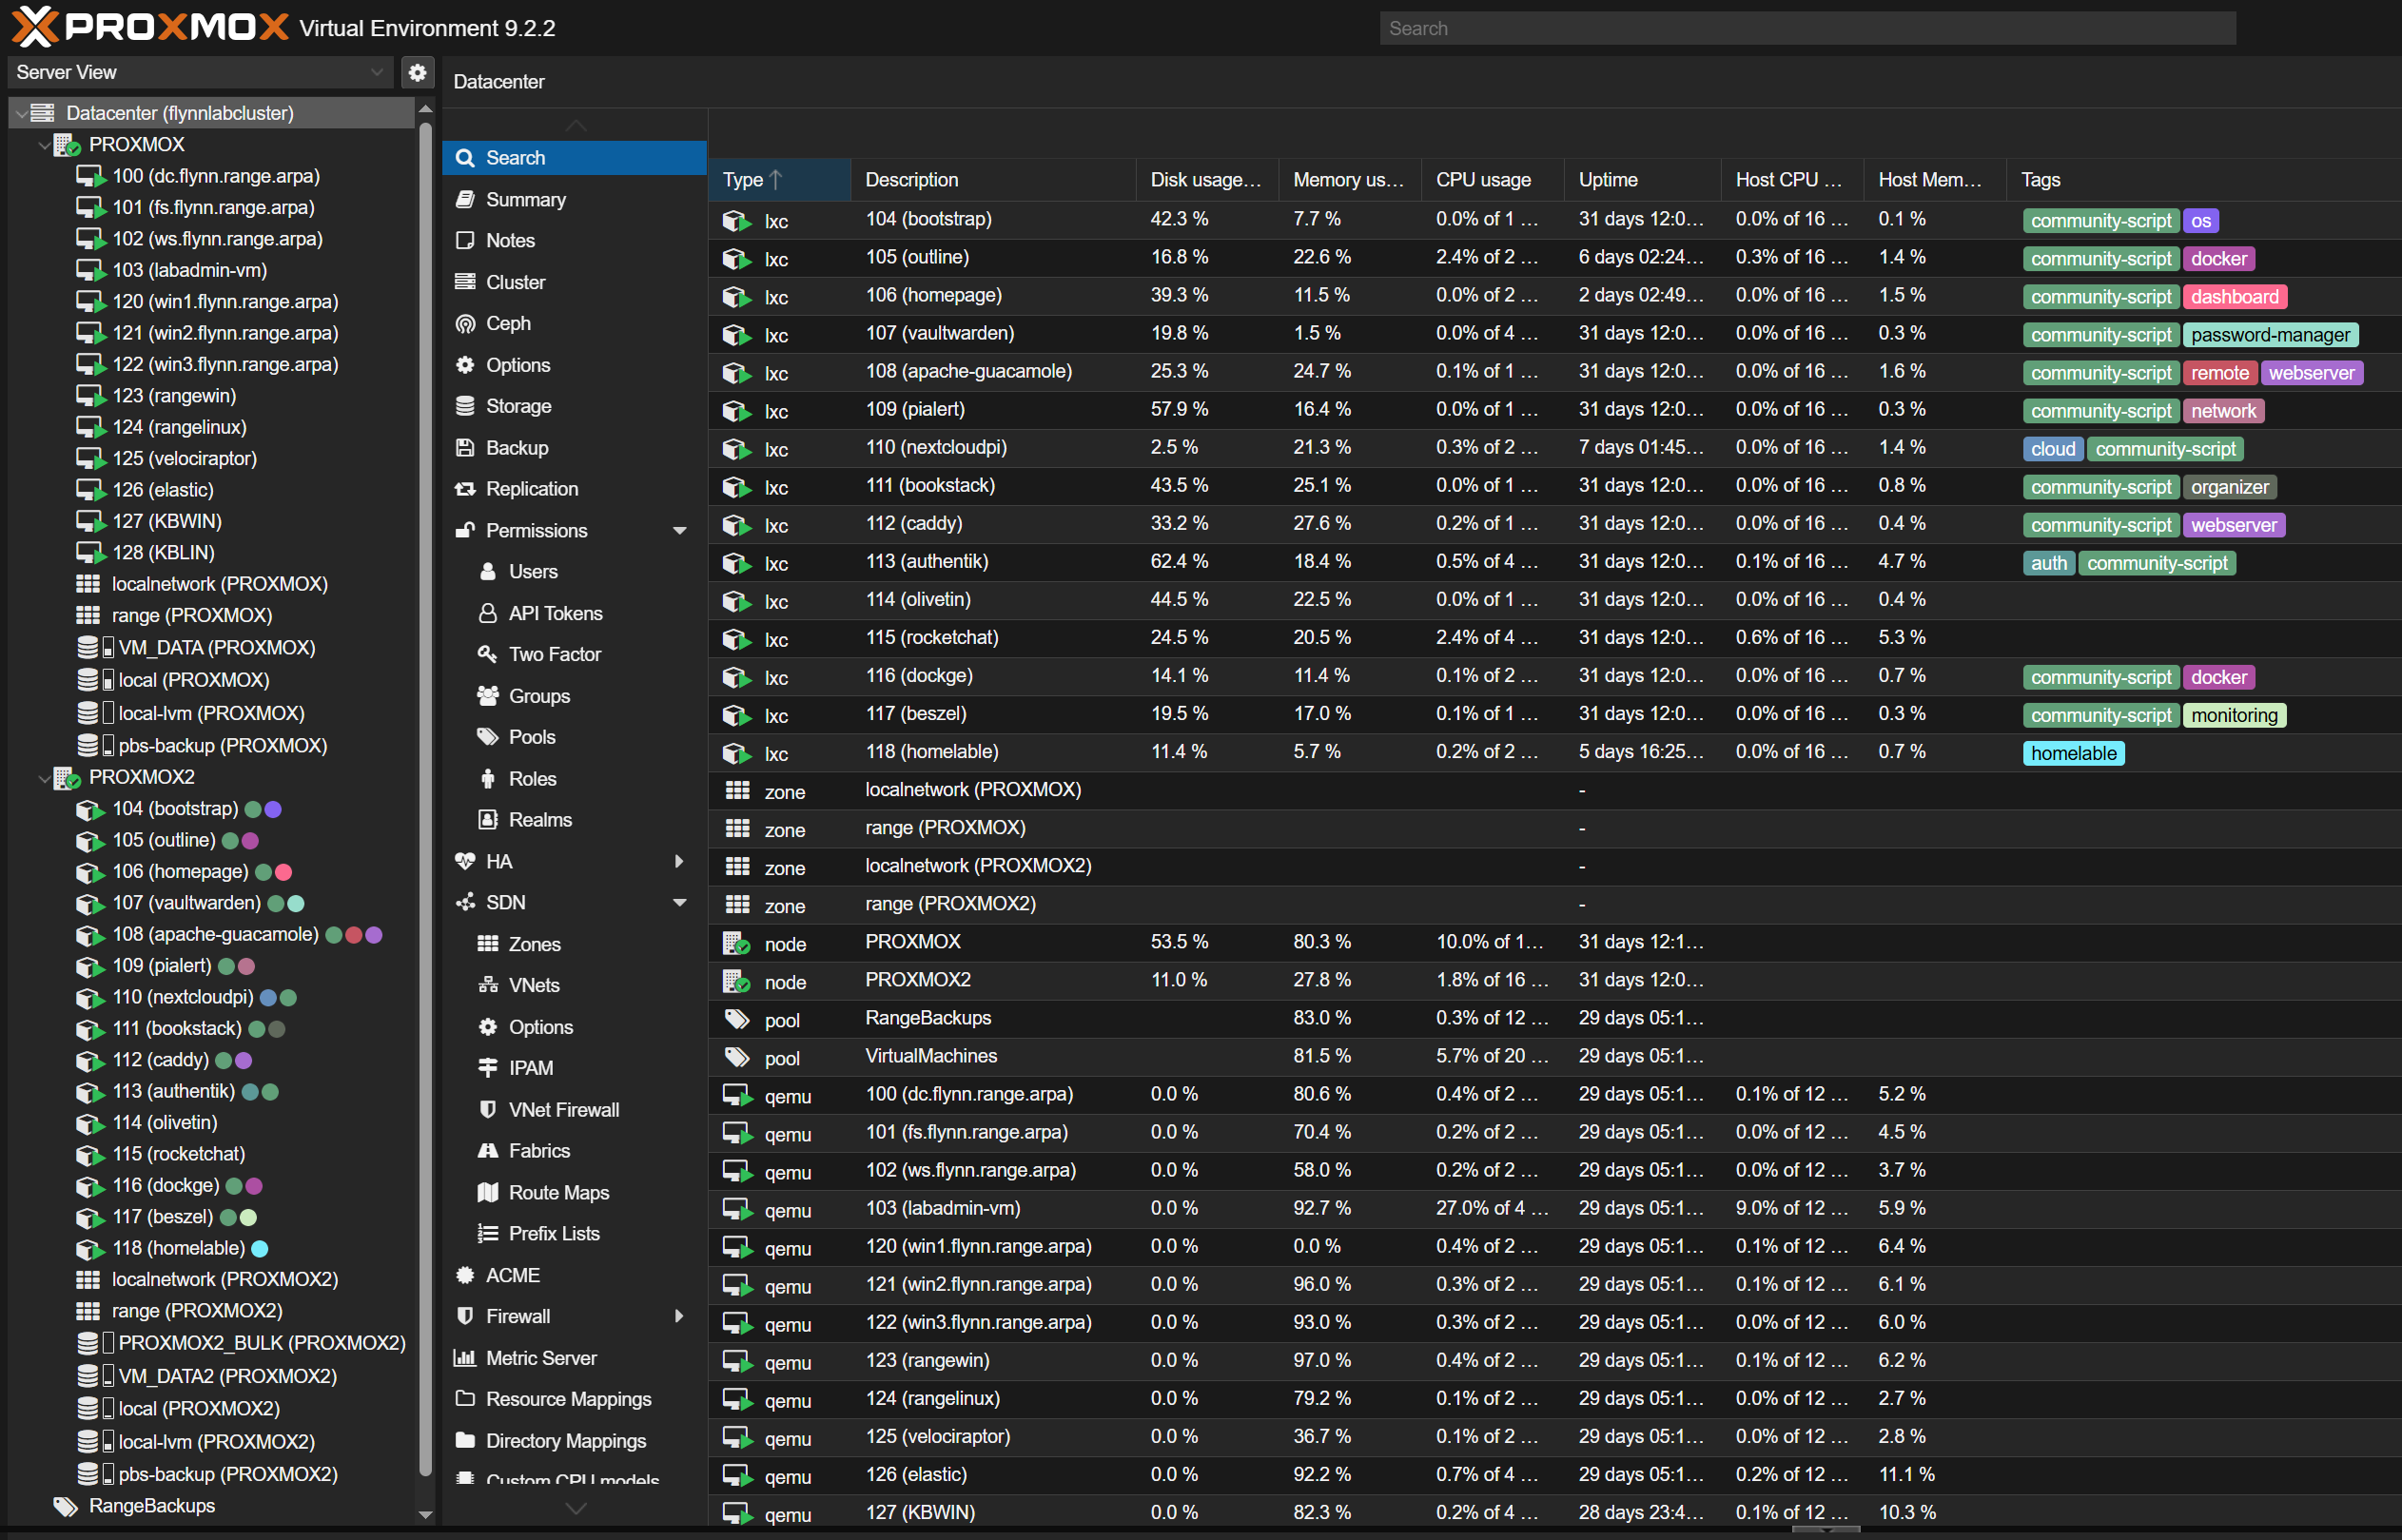 PROXMOX Virtual Environment 9.2.2
Search
Server View
Datacenter (flynnlabcluster)
PROXMOX
100 (dc.flynn.range.arpa)
101 (fs.flynn.range.arpa)
102 (ws.flynn.range.arpa)
103 (labadmin-vm)
120 (win1.flynn.range.arpa)
121 (win2.flynn.range.arpa)
122 (win3.flynn.range.arpa)
123 (rangewin)
124 (rangelinux)
125 (velociraptor)
126 (elastic)
127 (KBWIN)
128 (KBLIN)
localnetwork (PROXMOX)
range (PROXMOX)
VM_DATA (PROXMOX)
local (PROXMOX)
local-lvm (PROXMOX)
pbs-backup (PROXMOX)
PROXMOX2
104 (bootstrap)
105 (outline)
106 (homepage)
107 (vaultwarden)
108 (apache-guacamole)
109 (pialert)
110 (nextcloudpi)
111 (bookstack)
112 (caddy)
113 (authentik)
114 (olivetin)
115 (rocketchat)
116 (dockge)
117 (beszel)
118 (homelable)
localnetwork (PROXMOX2)
range (PROXMOX2)
PROXMOX2_BULK (PROXMOX2)
VM_DATA2 (PROXMOX2)
local (PROXMOX2)
local-lvm (PROXMOX2)
pbs-backup (PROXMOX2)
RangeBackups
Datacenter
Search
Summary
Notes
Cluster
Ceph
Options
Storage
Backup
Replication
Permissions
Users
API Tokens
Two Factor
Groups
Pools
Roles
Realms
HA
SDN
Zones
VNets
Options
IPAM
VNet Firewall
Fabrics
Route Maps
Prefix Lists
ACME
Firewall
Metric Server
Resource Mappings
Directory Mappings
Custom CPU models
Type Description Disk usage... Memory us... CPU usage Uptime Host CPU ... Host Mem... Tags
lxc 104 (bootstrap) 42.3 % 7.7 % 0.0% of 1 ... 31 days 12:0... 0.0% of 16 ... 0.1 % community-script os
lxc 105 (outline) 16.8 % 22.6 % 2.4% of 2 ... 6 days 02:24... 0.3% of 16 ... 1.4 % community-script docker
lxc 106 (homepage) 39.3 % 11.5 % 0.0% of 2 ... 2 days 02:49... 0.0% of 16 ... 1.5 % community-script dashboard
lxc 107 (vaultwarden) 19.8 % 1.5 % 0.0% of 4 ... 31 days 12:0... 0.0% of 16 ... 0.3 % community-script password-manager
lxc 108 (apache-guacamole) 25.3 % 24.7 % 0.1% of 1 ... 31 days 12:0... 0.0% of 16 ... 1.6 % community-script remote webserver
lxc 109 (pialert) 57.9 % 16.4 % 0.0% of 1 ... 31 days 12:0... 0.0% of 16 ... 0.3 % community-script network
lxc 110 (nextcloudpi) 2.5 % 21.3 % 0.3% of 2 ... 7 days 01:45... 0.0% of 16 ... 1.4 % cloud community-script
lxc 111 (bookstack) 43.5 % 25.1 % 0.0% of 1 ... 31 days 12:0... 0.0% of 16 ... 0.8 % community-script organizer
lxc 112 (caddy) 33.2 % 27.6 % 0.2% of 1 ... 31 days 12:0... 0.0% of 16 ... 0.4 % community-script webserver
lxc 113 (authentik) 62.4 % 18.4 % 0.5% of 4 ... 31 days 12:0... 0.1% of 16 ... 4.7 % auth community-script
lxc 114 (olivetin) 44.5 % 22.5 % 0.0% of 1 ... 31 days 12:0... 0.0% of 16 ... 0.4 %
lxc 115 (rocketchat) 24.5 % 20.5 % 2.4% of 4 ... 31 days 12:0... 0.6% of 16 ... 5.3 %
lxc 116 (dockge) 14.1 % 11.4 % 0.1% of 2 ... 31 days 12:0... 0.0% of 16 ... 0.7 % community-script docker
lxc 117 (beszel) 19.5 % 17.0 % 0.1% of 1 ... 31 days 12:0... 0.0% of 16 ... 0.3 % community-script monitoring
lxc 118 (homelable) 11.4 % 5.7 % 0.2% of 2 ... 5 days 16:25... 0.0% of 16 ... 0.7 % homelable
zone localnetwork (PROXMOX) -
zone range (PROXMOX) -
zone localnetwork (PROXMOX2) -
zone range (PROXMOX2) -
node PROXMOX 53.5 % 80.3 % 10.0% of 1... 31 days 12:1...
node PROXMOX2 11.0 % 27.8 % 1.8% of 16 ... 31 days 12:0...
pool RangeBackups 83.0 % 0.3% of 12 ... 29 days 05:1...
pool VirtualMachines 81.5 % 5.7% of 20 ... 29 days 05:1...
qemu 100 (dc.flynn.range.arpa) 0.0 % 80.6 % 0.4% of 2 ... 29 days 05:1... 0.1% of 12 ... 5.2 %
qemu 101 (fs.flynn.range.arpa) 0.0 % 70.4 % 0.2% of 2 ... 29 days 05:1... 0.0% of 12 ... 4.5 %
qemu 102 (ws.flynn.range.arpa) 0.0 % 58.0 % 0.2% of 2 ... 29 days 05:1... 0.0% of 12 ... 3.7 %
qemu 103 (labadmin-vm) 0.0 % 92.7 % 27.0% of 4 ... 29 days 05:1... 9.0% of 12 ... 5.9 %
qemu 120 (win1.flynn.range.arpa) 0.0 % 0.0 % 0.4% of 2 ... 29 days 05:1... 0.1% of 12 ... 6.4 %
qemu 121 (win2.flynn.range.arpa) 0.0 % 96.0 % 0.3% of 2 ... 29 days 05:1... 0.1% of 12 ... 6.1 %
qemu 122 (win3.flynn.range.arpa) 0.0 % 93.0 % 0.3% of 2 ... 29 days 05:1... 0.0% of 12 ... 6.0 %
qemu 123 (rangewin) 0.0 % 97.0 % 0.4% of 2 ... 29 days 05:1... 0.1% of 12 ... 6.2 %
qemu 124 (rangelinux) 0.0 % 79.2 % 0.1% of 2 ... 29 days 05:1... 0.0% of 12 ... 2.7 %
qemu 125 (velociraptor) 0.0 % 36.7 % 0.1% of 2 ... 29 days 05:1... 0.0% of 12 ... 2.8 %
qemu 126 (elastic) 0.0 % 92.2 % 0.7% of 4 ... 29 days 05:1... 0.2% of 12 ... 11.1 %
qemu 127 (KBWIN) 0.0 % 82.3 % 0.2% of 4 ... 28 days 23:4... 0.1% of 12 ... 10.3 %